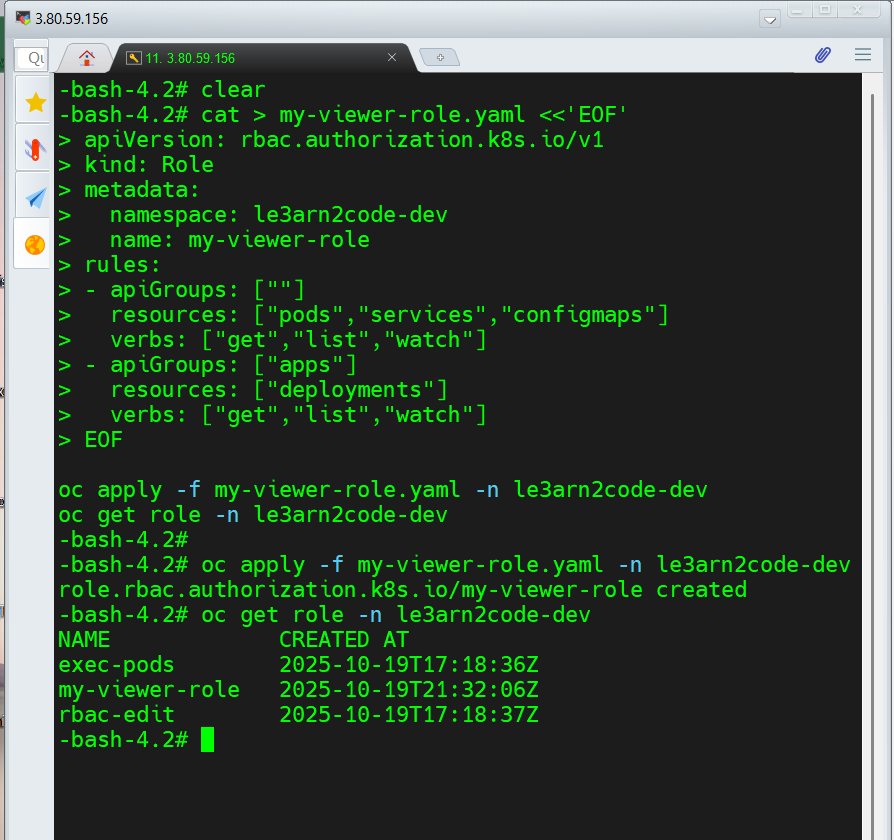 3.80.59.156
Qu
11. 3.80.59.156
-bash-4.2# clear
-bash-4.2# cat > my-viewer-role.yaml <<'EOF'
> apiVersion: rbac.authorization.k8s.io/v1
> kind: Role
> metadata:
>   namespace: le3arn2code-dev
>   name: my-viewer-role
> rules:
> - apiGroups: [""]
>   resources: ["pods","services","configmaps"]
>   verbs: ["get","list","watch"]
> - apiGroups: ["apps"]
>   resources: ["deployments"]
>   verbs: ["get","list","watch"]
> EOF
oc apply -f my-viewer-role.yaml -n le3arn2code-dev
oc get role -n le3arn2code-dev
-bash-4.2#
-bash-4.2# oc apply -f my-viewer-role.yaml -n le3arn2code-dev
role.rbac.authorization.k8s.io/my-viewer-role created
-bash-4.2# oc get role -n le3arn2code-dev
NAME             CREATED AT
exec-pods        2025-10-19T17:18:36Z
my-viewer-role   2025-10-19T21:32:06Z
rbac-edit        2025-10-19T17:18:37Z
-bash-4.2#